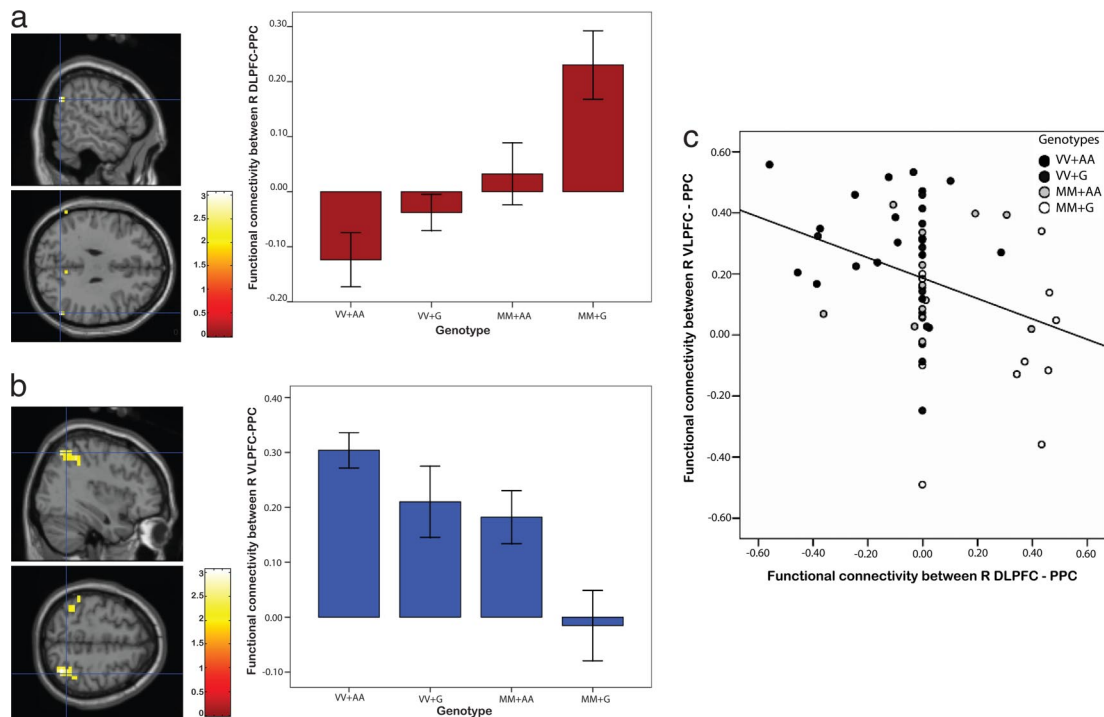 a
Functional connectivity between R DLPFC-PPC
0.30
0.20
0.10
0.00
-0.10
-0.20
VV+AA
VV+G
MM+AA
MM+G
Genotype
2.5
2
1.5
1
0.5
0
b
Functional connectivity between R VLPFC-PPC
0.40
0.30
0.20
0.10
0.00
-0.10
VV+AA
VV+G
MM+AA
MM+G
Genotype
3
2.5
2
1.5
1
0.5
0
c
Genotypes
VV+AA
VV+G
MM+AA
MM+G
Functional connectivity between R VLPFC - PPC
0.60
0.40
0.20
0.00
-0.20
-0.40
-0.60
-0.60
-0.40
-0.20
0.00
0.20
0.40
0.60
Functional connectivity between R DLPFC - PPC